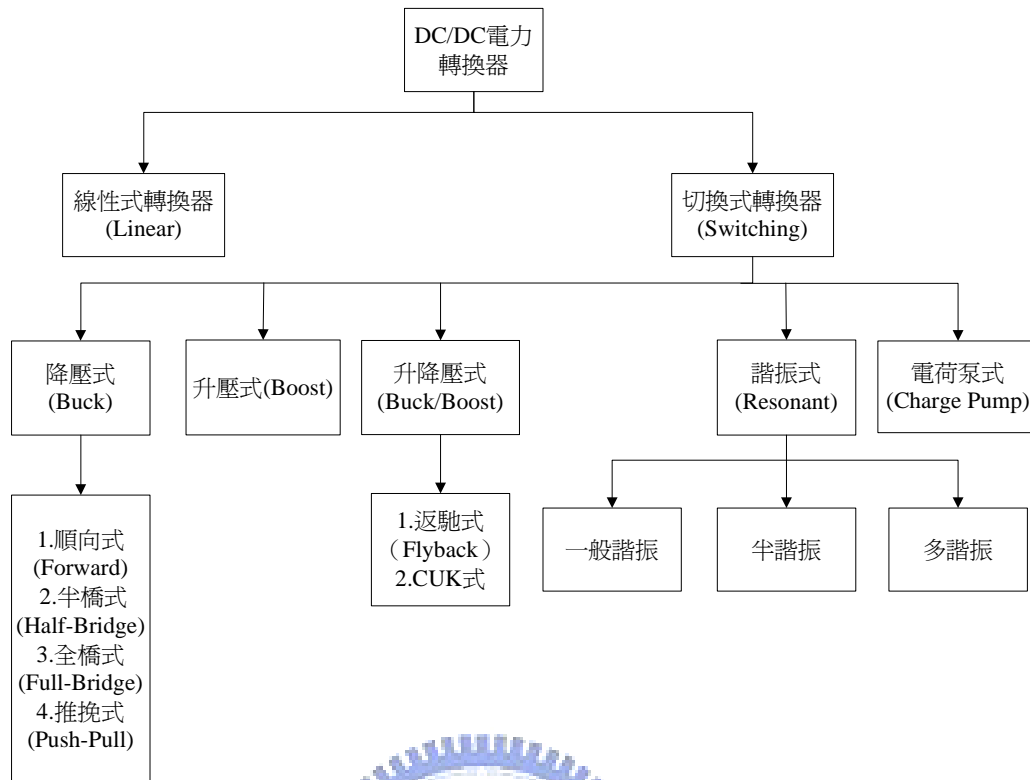 DC/DC電力
轉換器
線性式轉換器
(Linear)
切換式轉換器
(Switching)
降壓式
(Buck)
升壓式(Boost)
升降壓式
(Buck/Boost)
諧振式
(Resonant)
電荷泵式
(Charge Pump)
1.順向式
(Forward)
2.半橋式
(Half-Bridge)
3.全橋式
(Full-Bridge)
4.推挽式
(Push-Pull)
1.返馳式
（Flyback）
2.CUK式
一般諧振
半諧振
多諧振